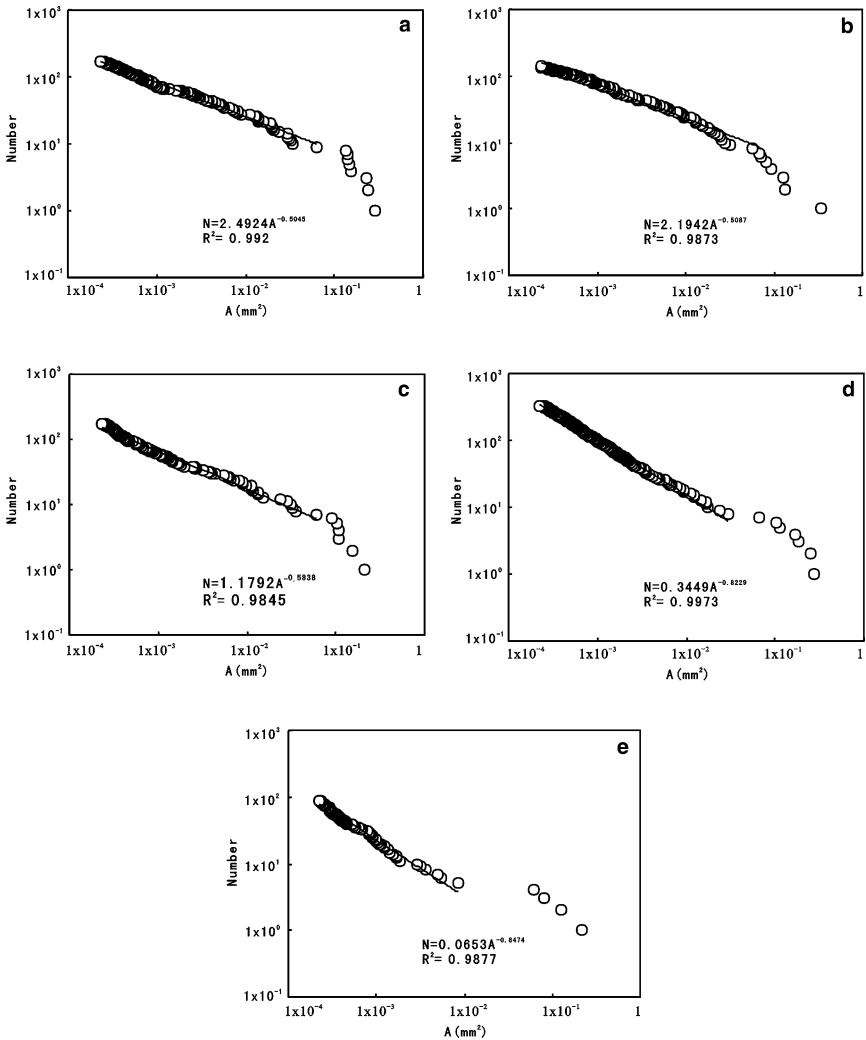 a
1x10³
1x10²
1x10¹
1x10⁰
1x10⁻¹
Number
N=2.4924A⁻⁰·⁵⁰⁴⁵
R²= 0.992
1x10⁻⁴ 1x10⁻³ 1x10⁻² 1x10⁻¹ 1
A(mm²)
b
1x10³
1x10²
1x10¹
1x10⁰
1x10⁻¹
Number
N=2.1942A⁻⁰·⁵⁰⁸⁷
R²= 0.9873
1x10⁻⁴ 1x10⁻³ 1x10⁻² 1x10⁻¹ 1
A(mm²)
c
1x10³
1x10²
1x10¹
1x10⁰
1x10⁻¹
Number
N=1.1792A⁻⁰·⁵⁸³⁸
R²= 0.9845
1x10⁻⁴ 1x10⁻³ 1x10⁻² 1x10⁻¹ 1
A(mm²)
d
1x10³
1x10²
1x10¹
1x10⁰
1x10⁻¹
Number
N=0.3449A⁻⁰·⁸²²⁹
R²= 0.9973
1x10⁻⁴ 1x10⁻³ 1x10⁻² 1x10⁻¹ 1
A(mm²)
e
1x10³
1x10²
1x10¹
1x10⁰
1x10⁻¹
Number
N=0.0653A⁻⁰·⁸⁴⁷⁴
R²= 0.9877
1x10⁻⁴ 1x10⁻³ 1x10⁻² 1x10⁻¹ 1
A(mm²)